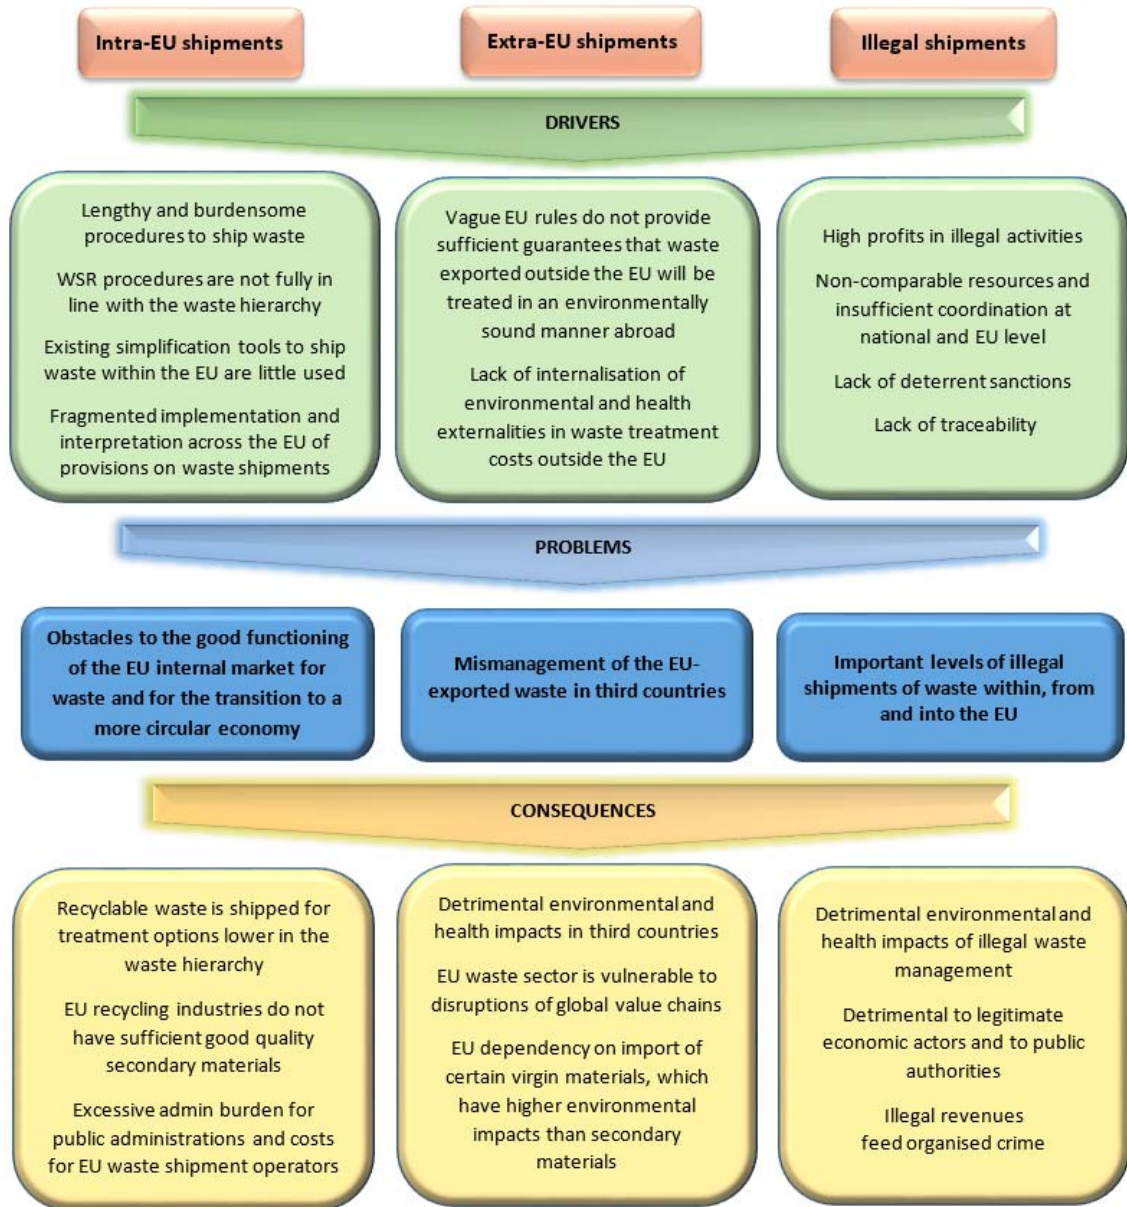 Intra-EU shipments
Extra-EU shipments
Illegal shipments
DRIVERS
Lengthy and burdensome
procedures to ship waste
WSR procedures are not fully in
line with the waste hierarchy
Existing simplification tools to ship
waste within the EU are little used
Fragmented implementation and
interpretation across the EU of
provisions on waste shipments
Vague EU rules do not provide
sufficient guarantees that waste
exported outside the EU will be
treated in an environmentally
sound manner abroad
Lack of internalisation of
environmental and health
externalities in waste treatment
costs outside the EU
High profits in illegal activities
Non-comparable resources and
insufficient coordination at
national and EU level
Lack of deterrent sanctions
Lack of traceability
PROBLEMS
Obstacles to the good functioning
of the EU internal market for
waste and for the transition to a
more circular economy
Mismanagement of the EU-
exported waste in third countries
Important levels of illegal
shipments of waste within, from
and into the EU
CONSEQUENCES
Recyclable waste is shipped for
treatment options lower in the
waste hierarchy
EU recycling industries do not
have sufficient good quality
secondary materials
Excessive admin burden for
public administrations and costs
for EU waste shipment operators
Detrimental environmental and
health impacts in third countries
EU waste sector is vulnerable to
disruptions of global value chains
EU dependency on import of
certain virgin materials, which
have higher environmental
impacts than secondary
materials
Detrimental environmental and
health impacts of illegal waste
management
Detrimental to legitimate
economic actors and to public
authorities
Illegal revenues
feed organised crime